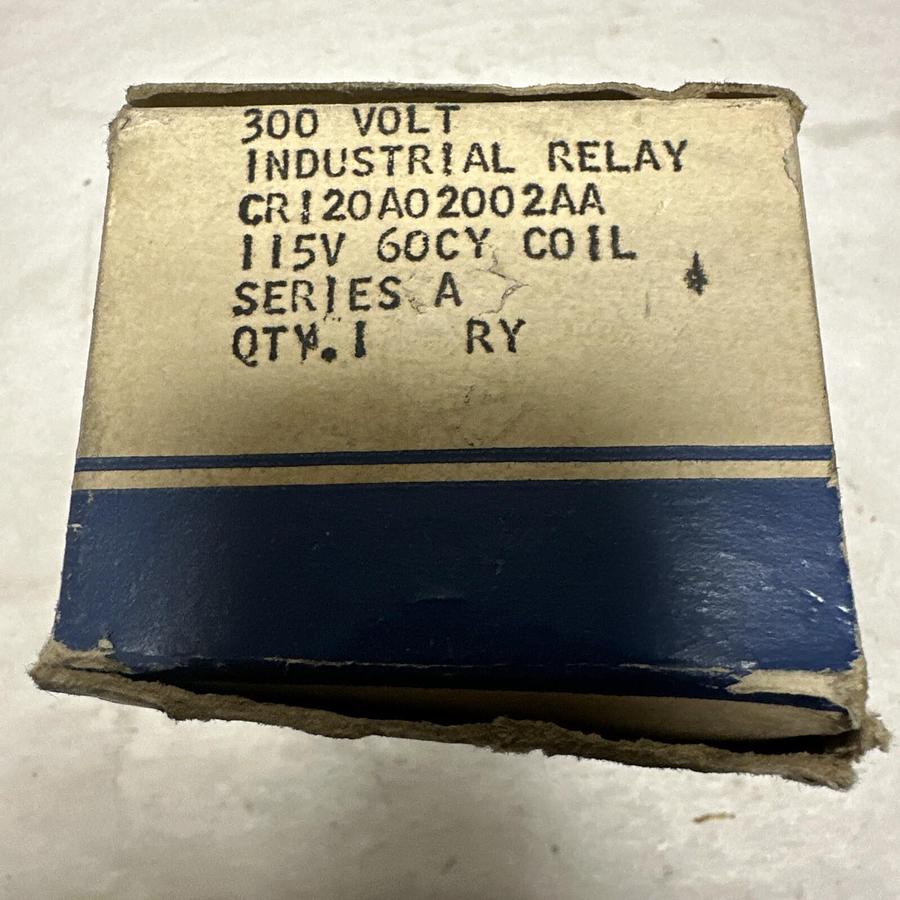 300 VOLT
INDUSTRIAL RELAY
CR120A02002AA
115V 60CY COIL
SERIES A
QTY.1 RY